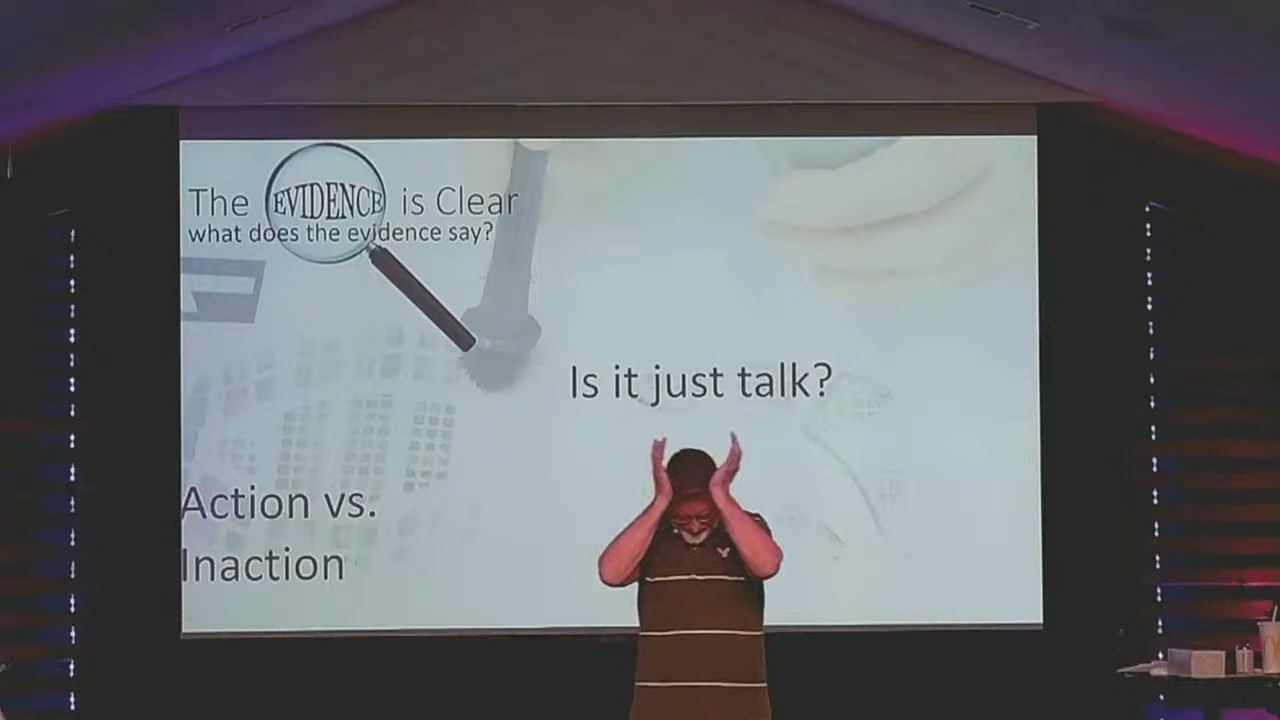 The EVIDENCE is Clear
what does the evidence say?
Is it just talk?
Action vs.
Inaction